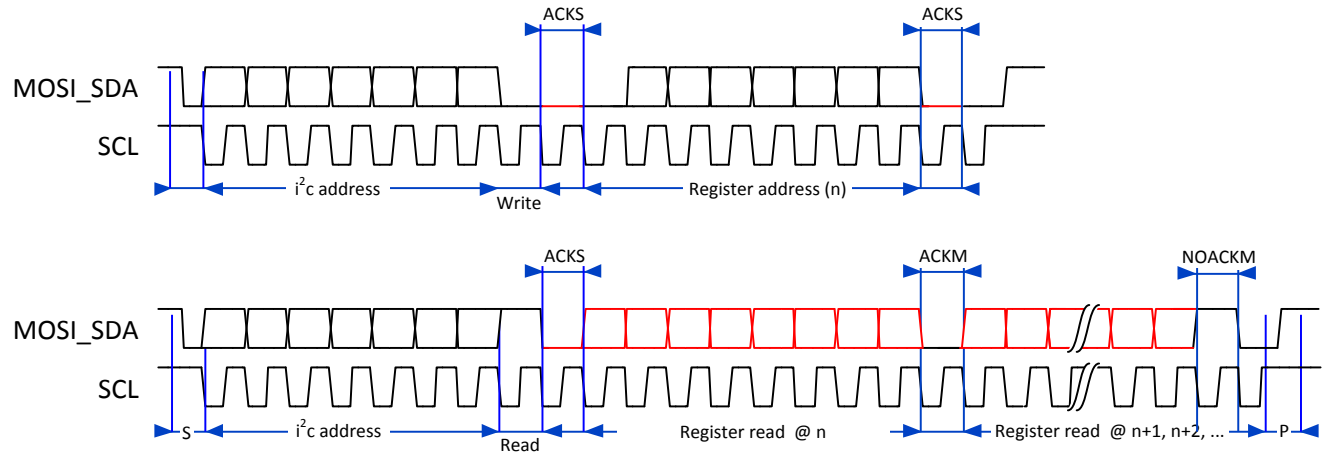 ACKS ACKS
MOSI_SDA
SCL
i²c address Register address (n)
Write
ACKS ACKM NOACKM
MOSI_SDA
SCL
S i²c address Register read @ n Register read @ n+1, n+2, ... P
Read